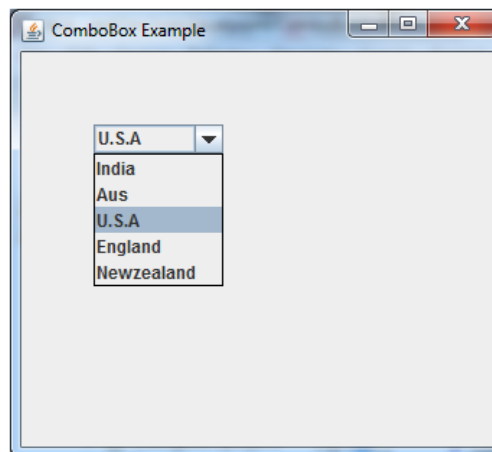 ComboBox Example
U.S.A
India
Aus
U.S.A
England
Newzealand